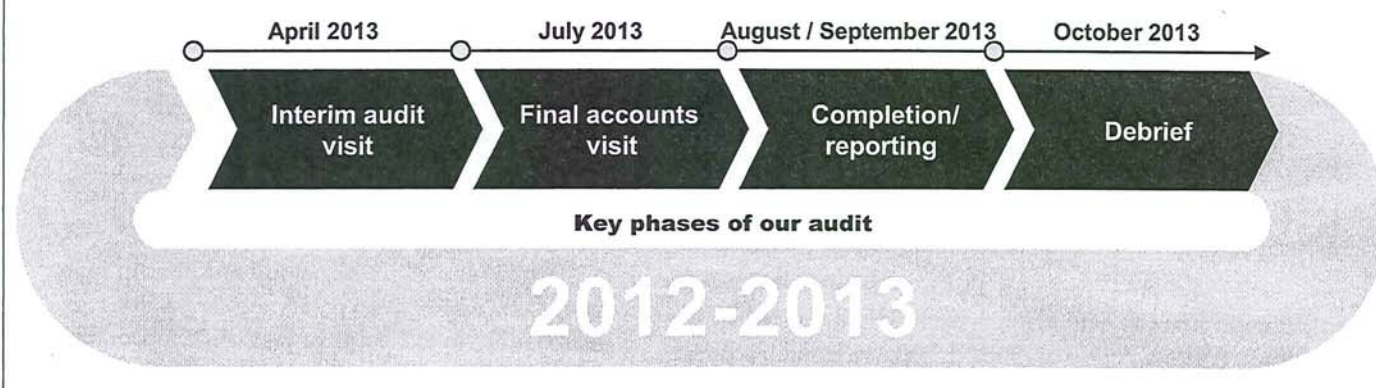 April 2013
July 2013
August / September 2013
October 2013
Interim audit
visit
Final accounts
visit
Completion/
reporting
Debrief
Key phases of our audit
2012-2013